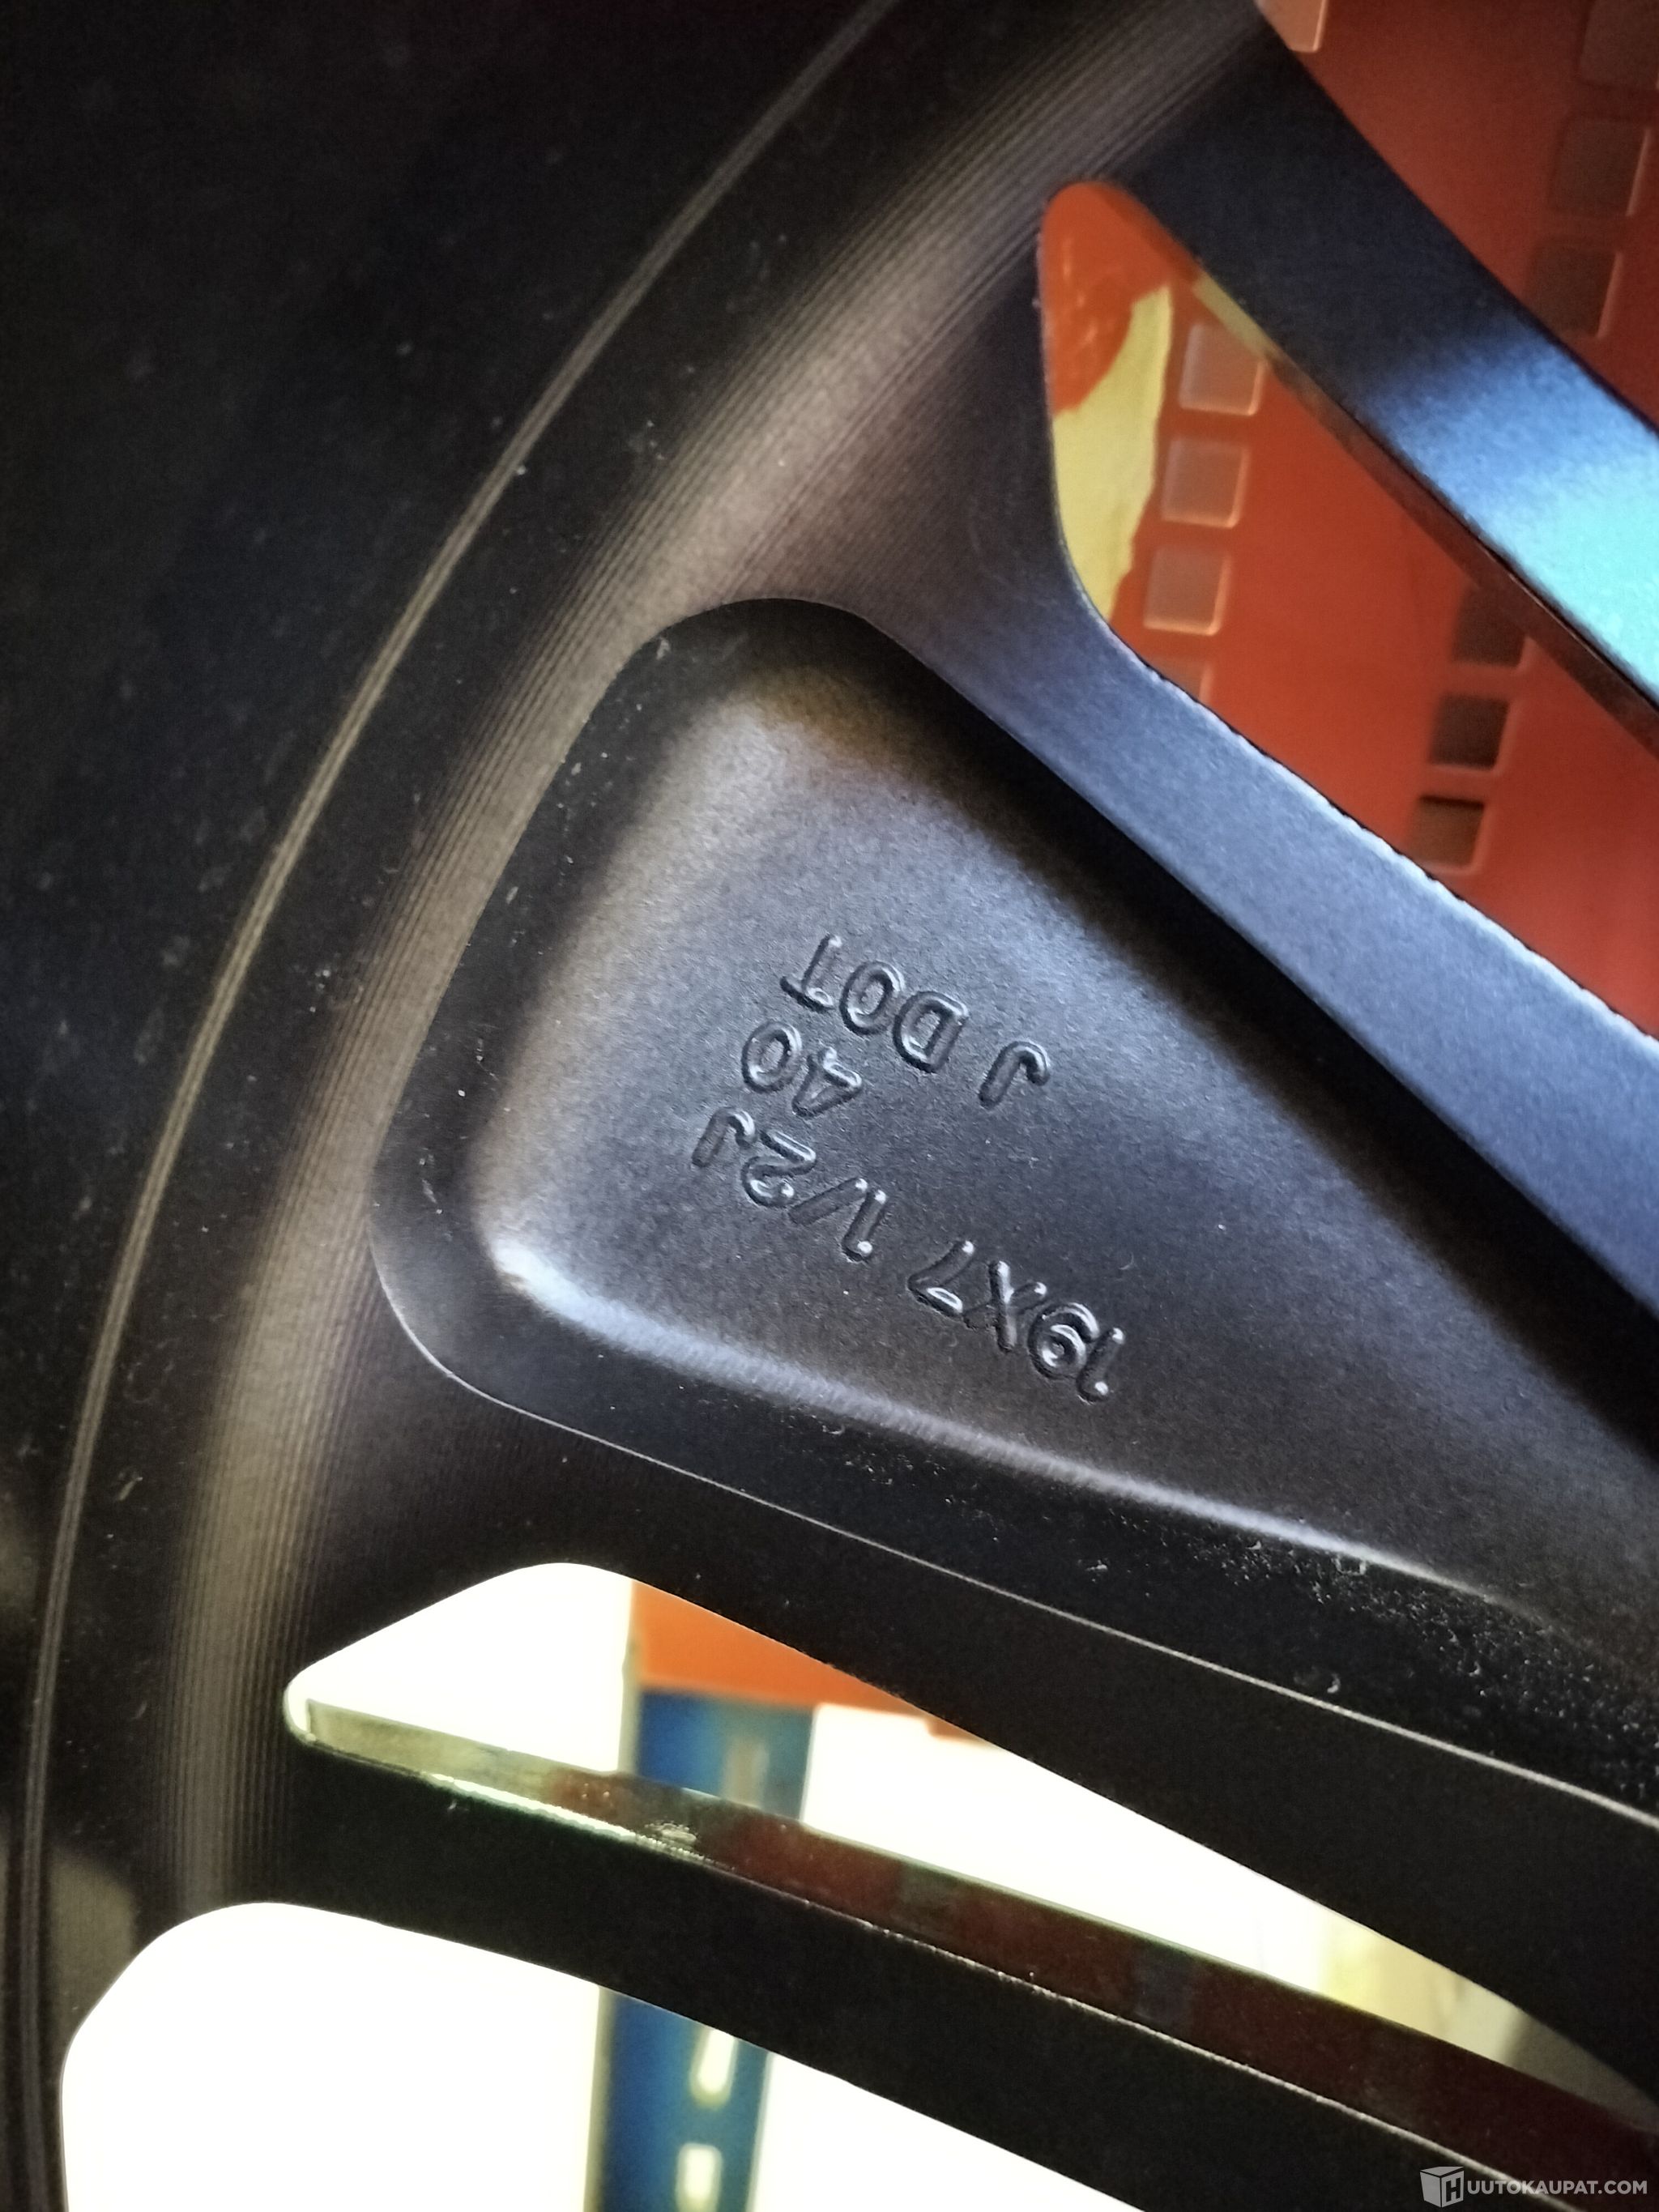 19X7 1/2J
40
J DOT
HUUTOKAUPAT.COM